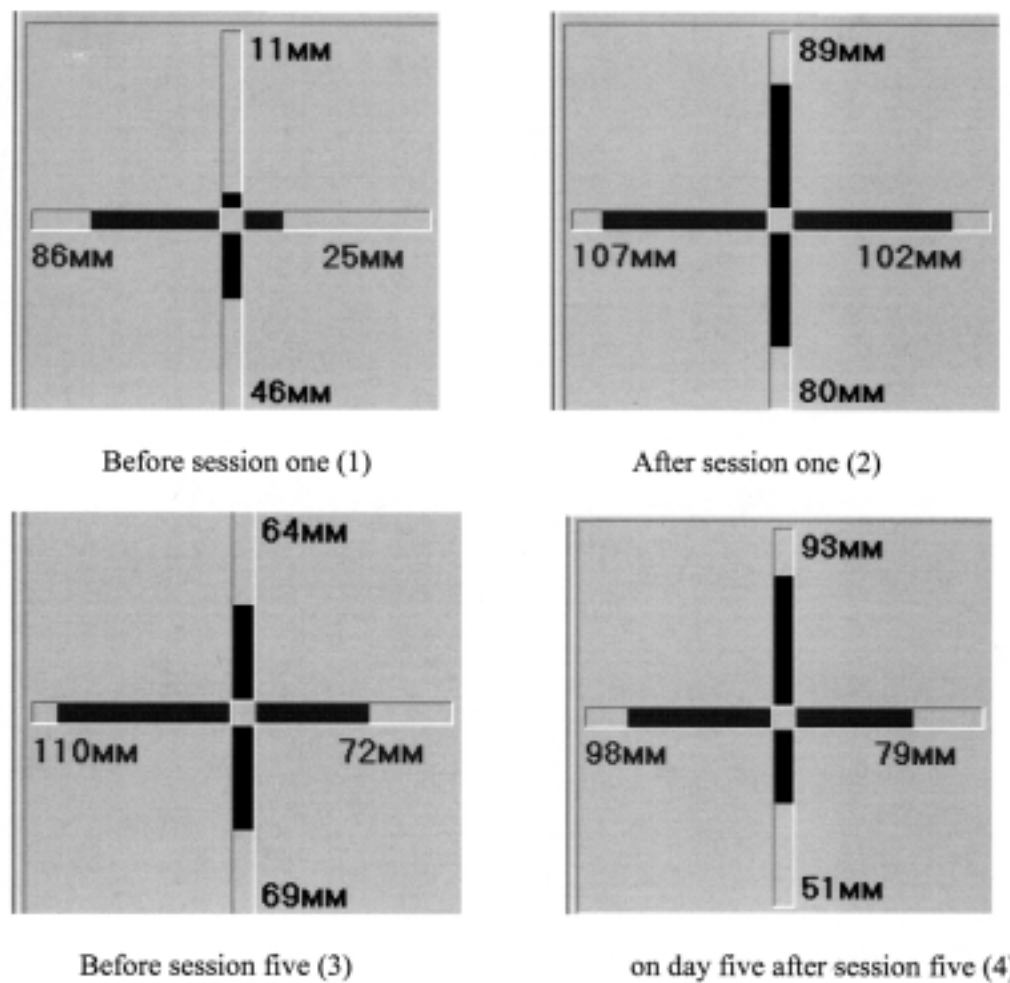 11мм
86мм 25мм
46мм
Before session one (1)
89мм
107мм 102мм
80мм
After session one (2)
64мм
110мм 72мм
69мм
Before session five (3)
93мм
98мм 79мм
51мм
on day five after session five (4)